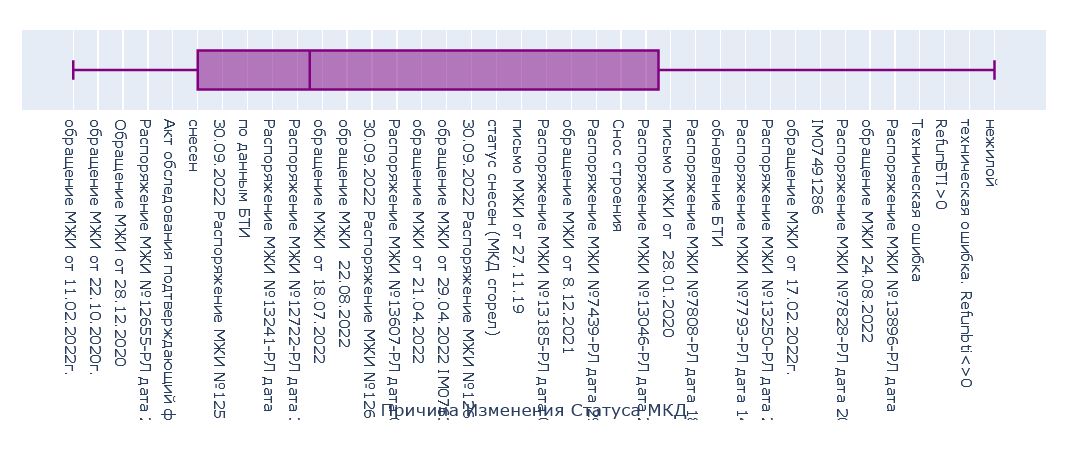 обращение МЖИ от 11.02.2022г.
обращение МЖИ от 22.10.2020г.
Обращение МЖИ от 28.12.2020
Распоряжение МЖИ №12655-РЛ дата
Акт обследования подтверждающий ф
снесен
30.09.2022 Распоряжение МЖИ №125
по данным БТИ
Распоряжение МЖИ №13241-РЛ дата
Распоряжение МЖИ №12722-РЛ дата
обращение МЖИ от 18.07.2022
обращение МЖИ 22.08.2022
30.09.2022 Распоряжение МЖИ №126
Распоряжение МЖИ №13607-РЛ дата
обращение МЖИ от 21.04.2022
обращение МЖИ от 29.04.2022
30.09.2022 Распоряжение МЖИ №126
статус снесен (МКД сгорел)
письмо МЖИ от 27.11.19
Распоряжение МЖИ №13185-РЛ дата
обращение МЖИ от 8.12.2021
Распоряжение МЖИ №7439-РЛ дата
Снос строения
Распоряжение МЖИ №13046-РЛ дата
письмо МЖИ от 28.01.2020
Распоряжение МЖИ №7808-РЛ дата
обновление БТИ
Распоряжение МЖИ №7793-РЛ дата
Распоряжение МЖИ №13250-РЛ дата
обращение МЖИ от 17.02.2022г.
IM07491286
Распоряжение МЖИ №7828-РЛ дата
обращение МЖИ 24.08.2022
Распоряжение МЖИ №13896-РЛ дата
Техническая ошибка
RefunBTI>0
техническая ошибка. Refunbti<>0
нежилой
Причина Изменения Статуса МКД